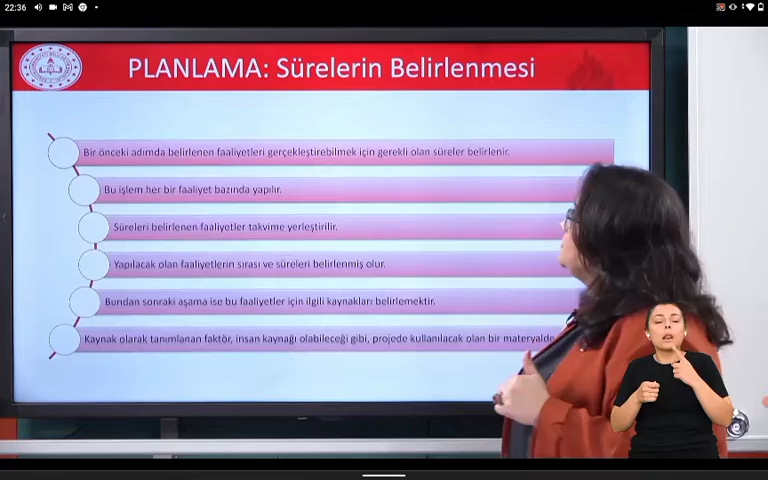 22:36
PLANLAMA: Sürelerin Belirlenmesi
Bir önceki adımda belirlenen faaliyetleri gerçekleştirebilmek için gerekli olan süreler belirlenir.
Bu işlem her bir faaliyet bazında yapılır.
Süreleri belirlenen faaliyetler takvime yerleştirilir.
Yapılacak olan faaliyetlerin sırası ve süreleri belirlenmiş olur.
Bundan sonraki aşama ise bu faaliyetler için ilgili kaynakları belirlemektir.
Kaynak olarak tanımlanan faktör, insan kaynağı olabileceği gibi, projede kullanılacak olan bir materyalde